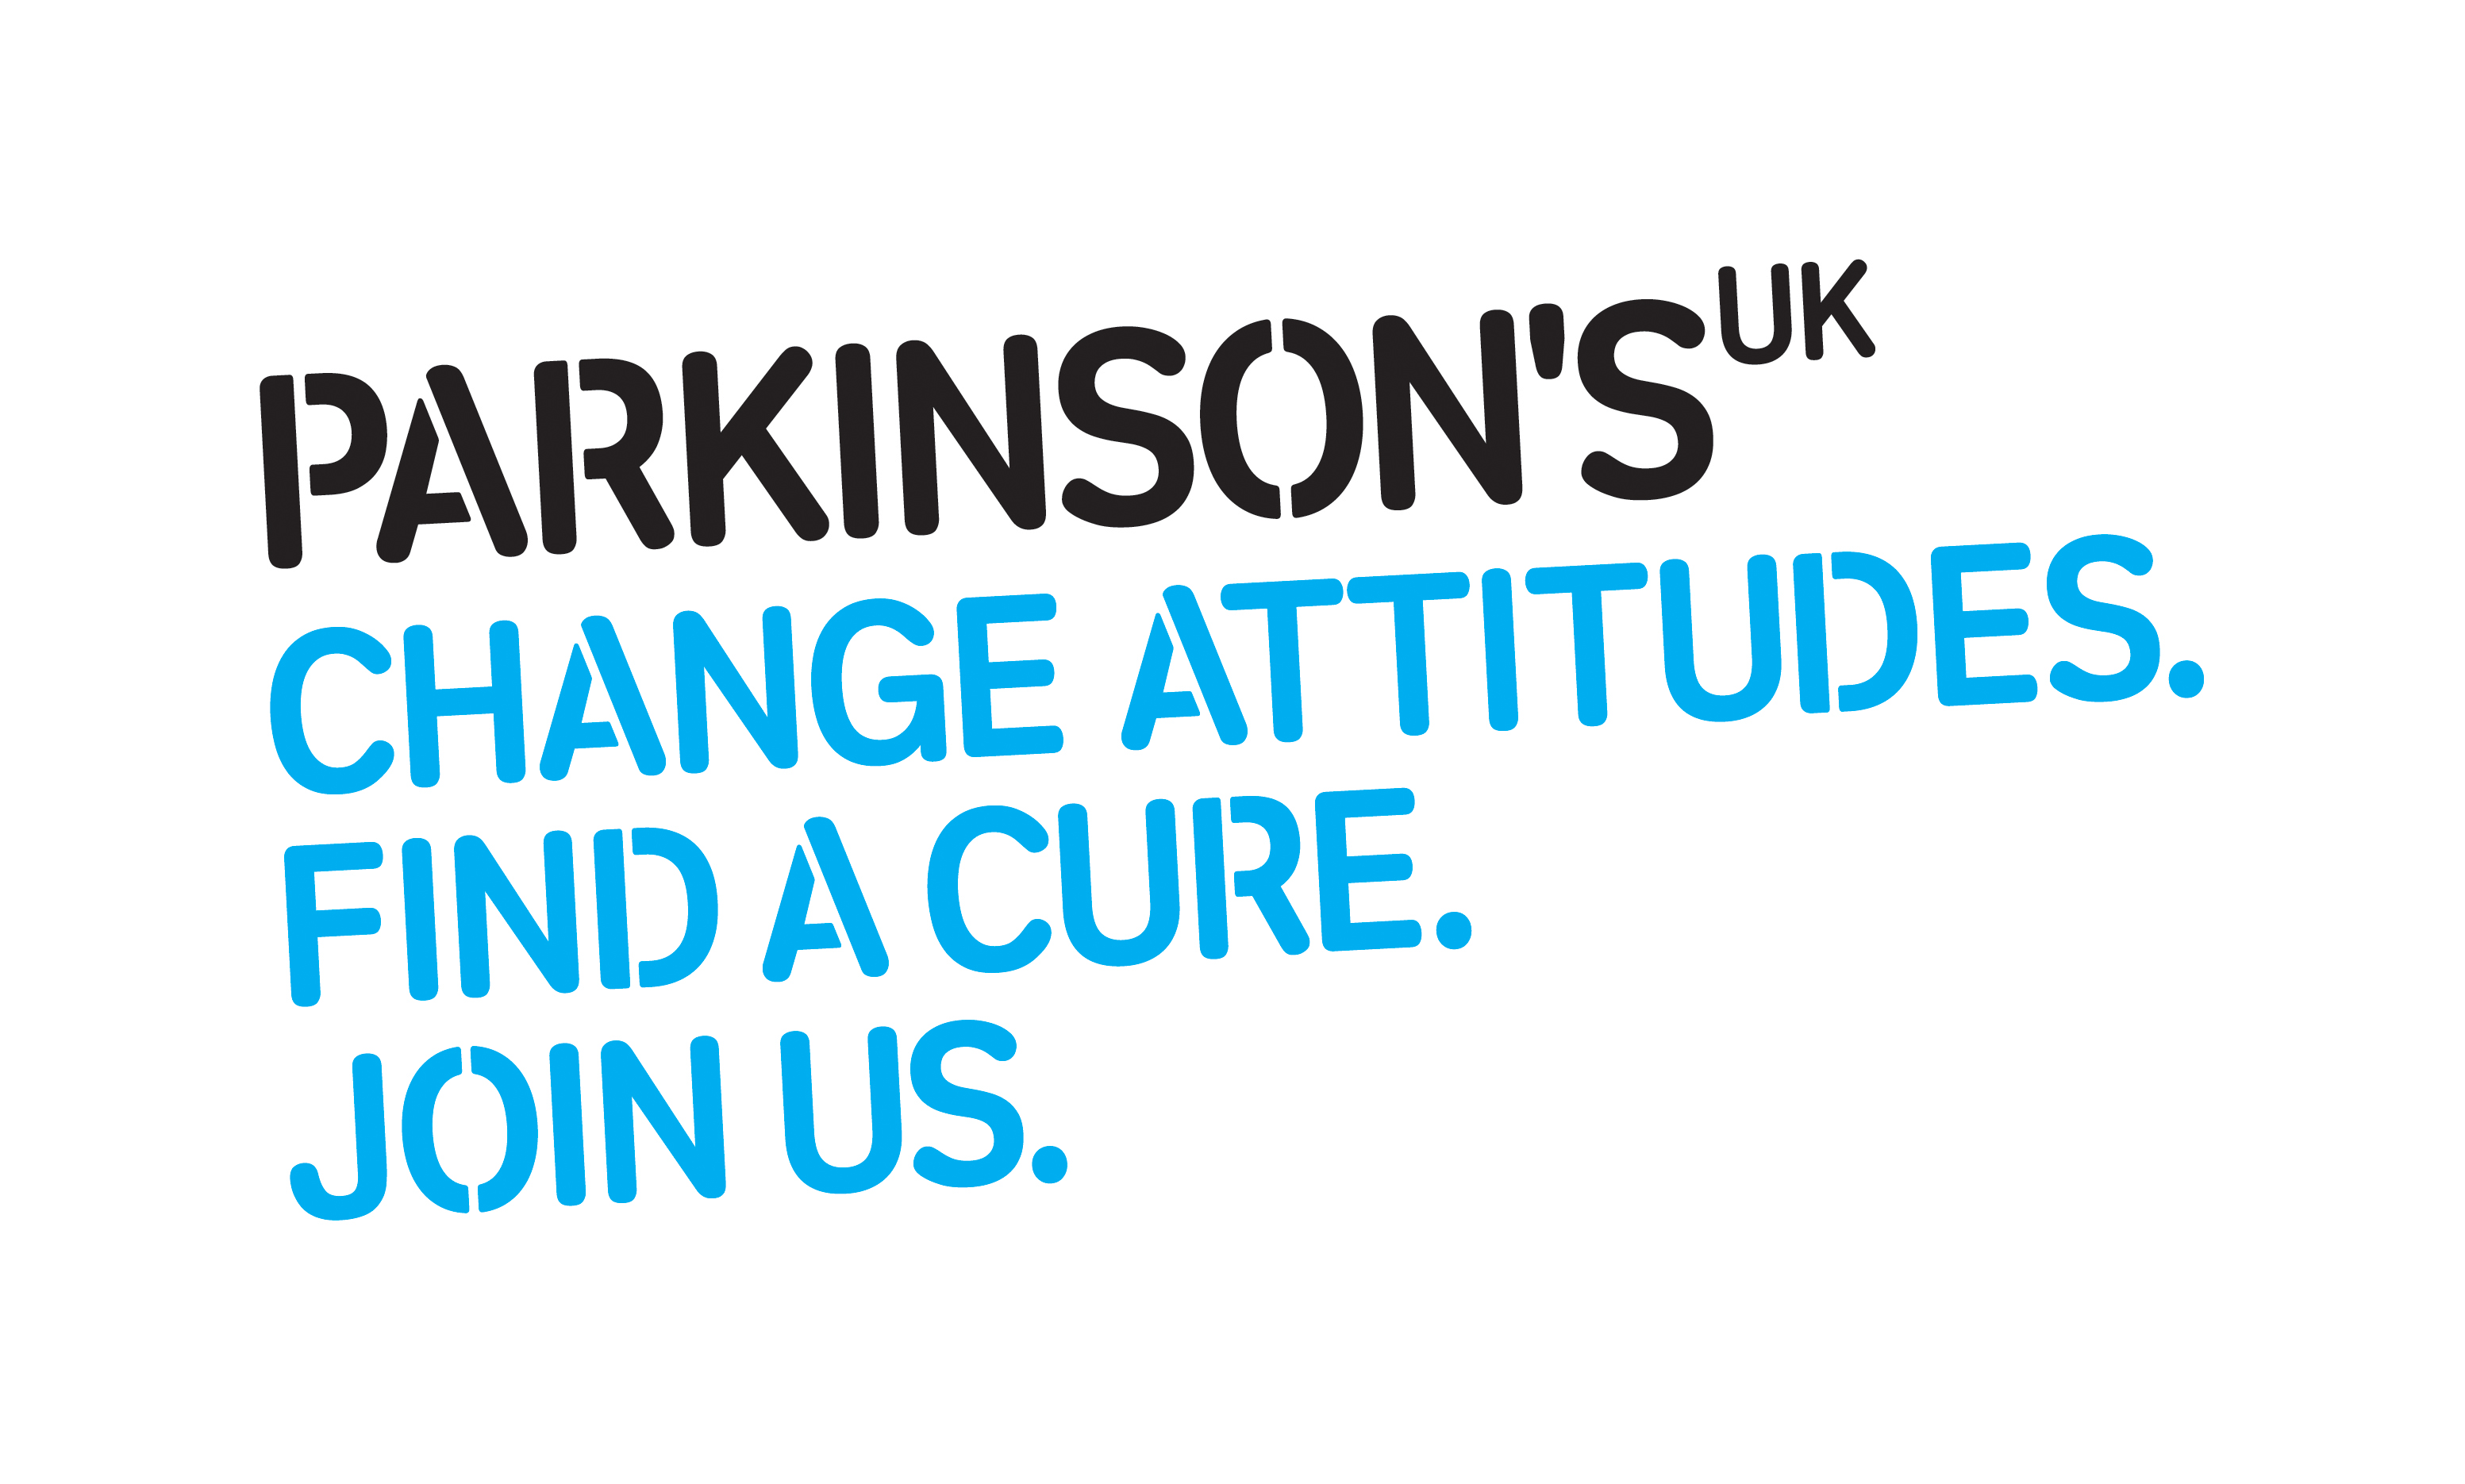 PARKINSON'S UK
CHANGE ATTITUDES.
FIND A CURE.
JOIN US.